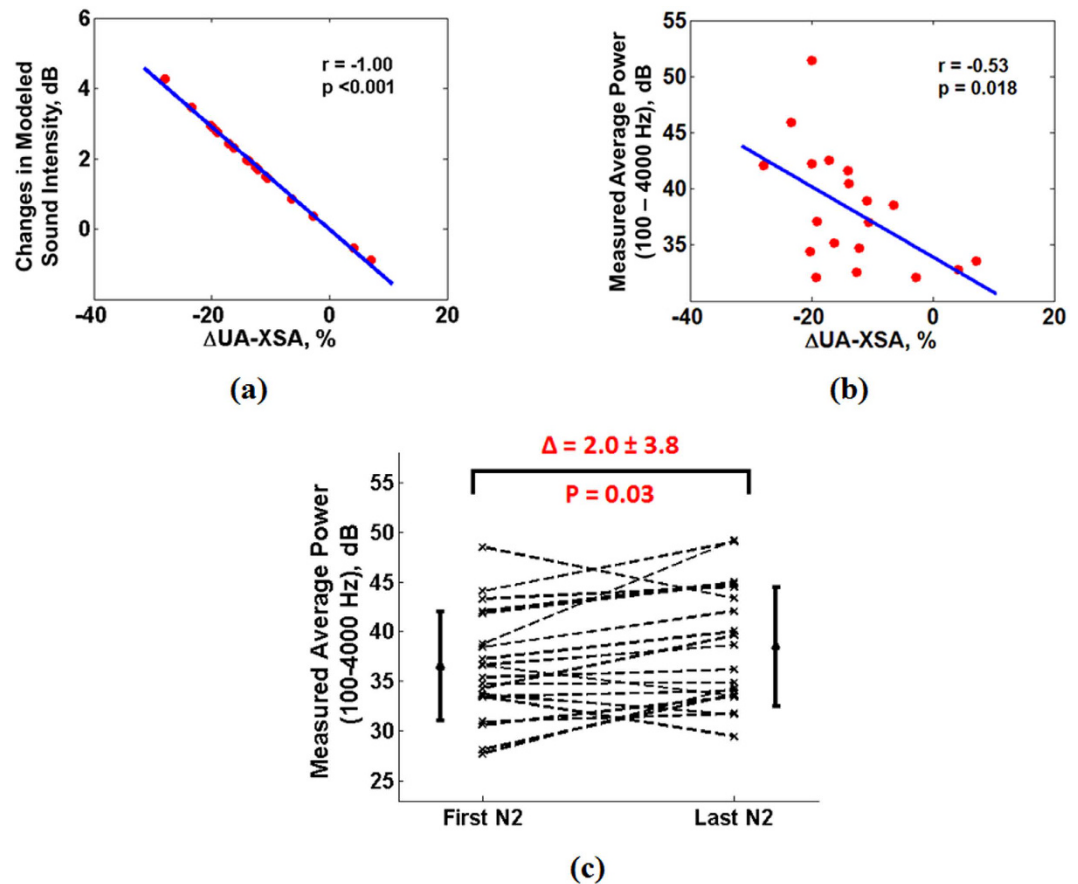 6
4
2
0
Changes in Modeled
Sound Intensity, dB
r = -1.00
p <0.001
-40
-20
0
20
ΔUA-XSA, %
(a)
55
50
45
40
35
Measured Average Power
(100 – 4000 Hz), dB
r = -0.53
p = 0.018
-40
-20
0
20
ΔUA-XSA, %
(b)
Δ = 2.0 ± 3.8
P = 0.03
55
50
45
40
35
30
25
Measured Average Power
(100-4000 Hz), dB
First N2
Last N2
(c)